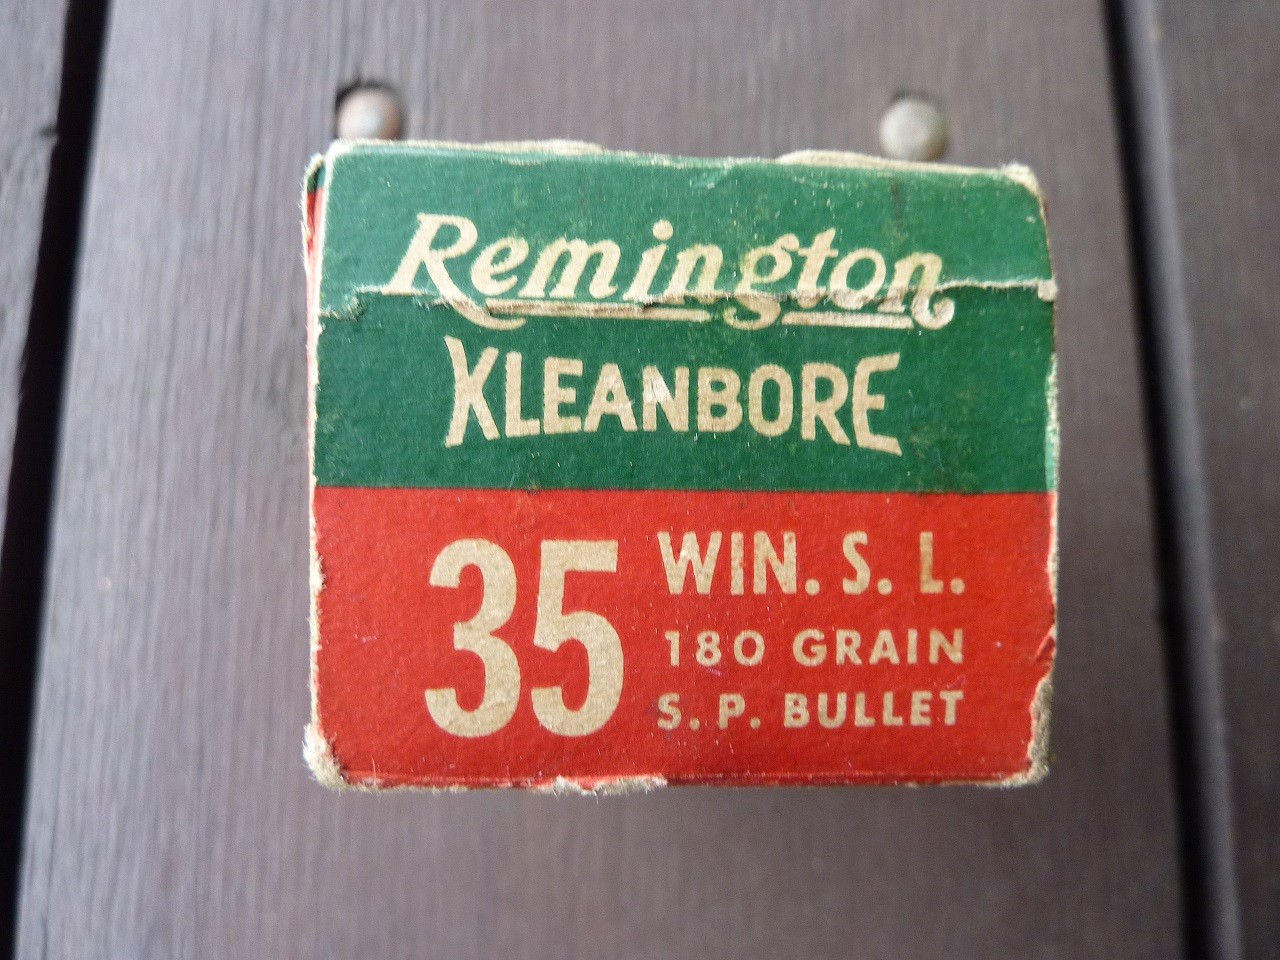 Remington
KLEANBORE
35 WIN. S. L.
180 GRAIN
S. P. BULLET